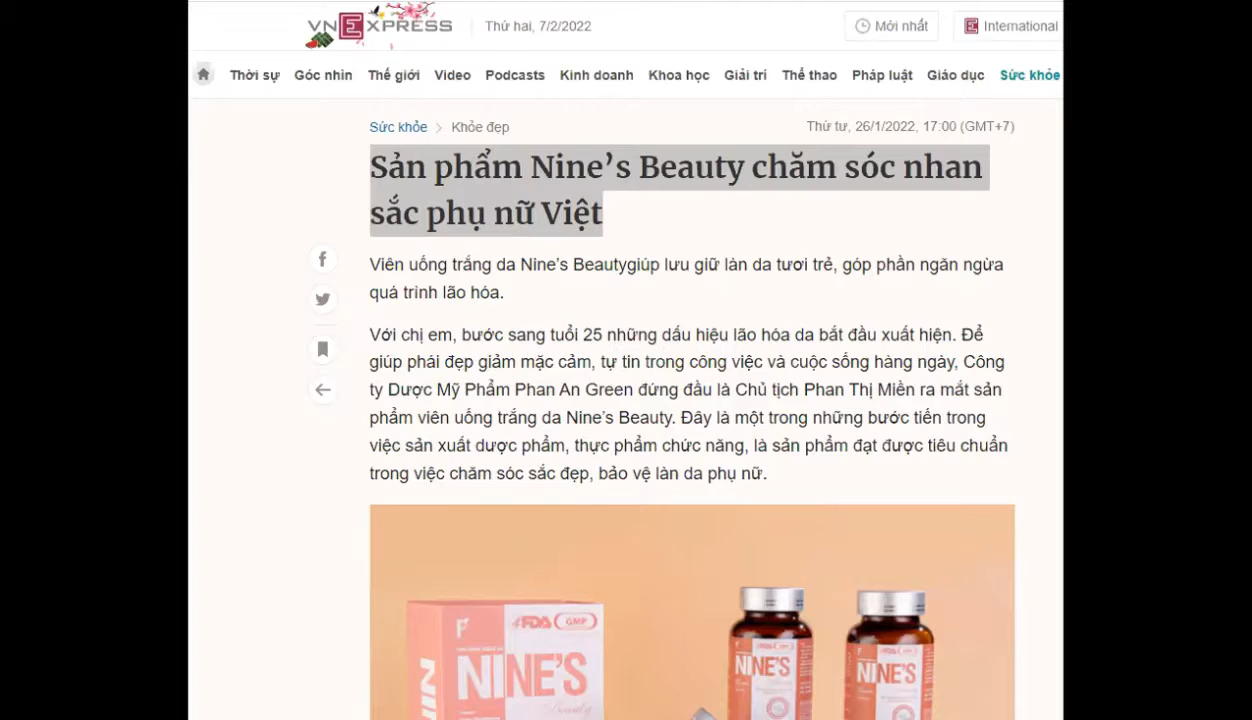 VNEXPRESS
Thứ hai, 7/2/2022
Mới nhất
International
Thời sự Góc nhìn Thế giới Video Podcasts Kinh doanh Khoa học Giải trí Thể thao Pháp luật Giáo dục Sức khỏe
Sức khỏe > Khỏe đẹp
Thứ tư, 26/1/2022, 17:00 (GMT+7)
Sản phẩm Nine’s Beauty chăm sóc nhan
sắc phụ nữ Việt
Viên uống trắng da Nine’s Beautygiúp lưu giữ làn da tươi trẻ, góp phần ngăn ngừa
quá trình lão hóa.
Với chị em, bước sang tuổi 25 những dấu hiệu lão hóa da bắt đầu xuất hiện. Để
giúp phái đẹp giảm mặc cảm, tự tin trong công việc và cuộc sống hàng ngày, Công
ty Dược Mỹ Phẩm Phan An Green đứng đầu là Chủ tịch Phan Thị Miền ra mắt sản
phẩm viên uống trắng da Nine’s Beauty. Đây là một trong những bước tiến trong
việc sản xuất dược phẩm, thực phẩm chức năng, là sản phẩm đạt được tiêu chuẩn
trong việc chăm sóc sắc đẹp, bảo vệ làn da phụ nữ.
FDA GMP
NINE'S
Beauty
NIN
NINE'S
NINE'S